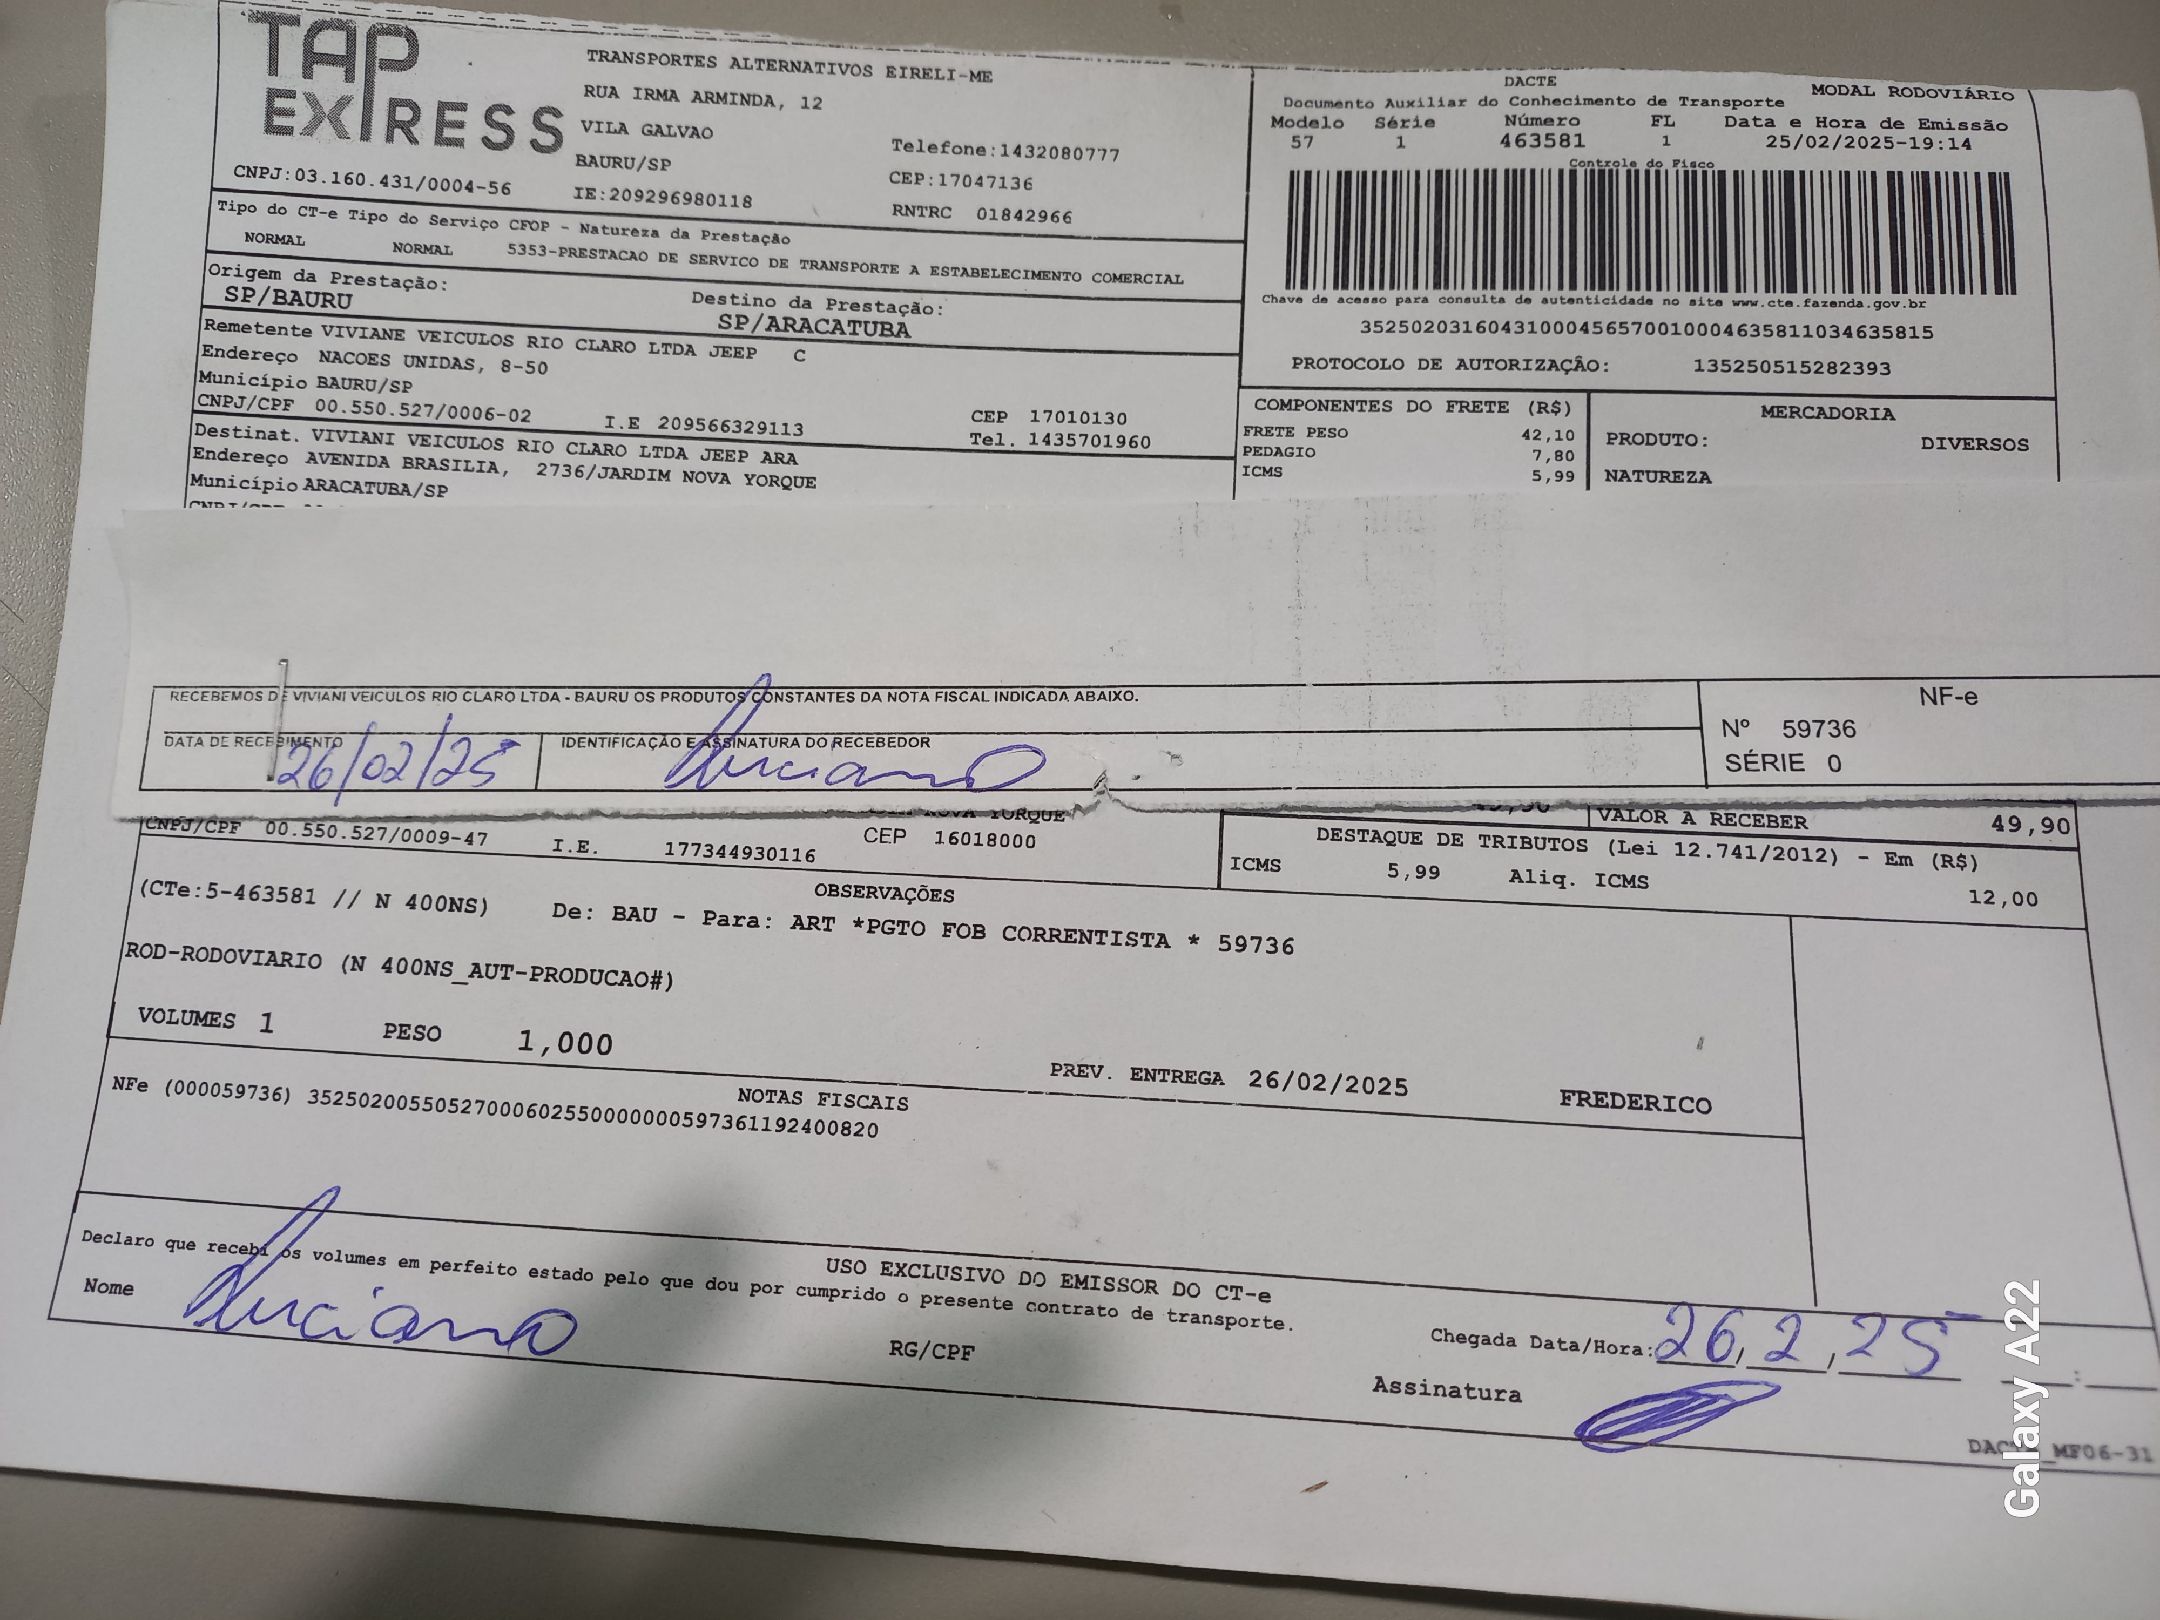 TAP
EXPRESS
TRANSPORTES ALTERNATIVOS EIRELI-ME
RUA IRMA ARMINDA, 12
VILA GALVAO
BAURU/SP
Telefone:1432080777
CEP:17047136
CNPJ:03.160.431/0004-56
IE:209296980118
RNTRC 01842966
DACTE
MODAL RODOVIÁRIO
Documento Auxiliar do Conhecimento de Transporte
Modelo Série Número FL Data e Hora de Emissão
57 1 463581 1 25/02/2025-19:14
Controle do Fisco
Chave de acesso para consulta de autenticidade no site www.cte.fazenda.gov.br
35250203160431000456570010004635811034635815
PROTOCOLO DE AUTORIZAÇÃO: 135250515282393
Tipo do CT-e Tipo do Serviço CFOP - Natureza da Prestação
NORMAL NORMAL 5353-PRESTACAO DE SERVICO DE TRANSPORTE A ESTABELECIMENTO COMERCIAL
Origem da Prestação: Destino da Prestação:
SP/BAURU SP/ARACATUBA
Remetente VIVIANE VEICULOS RIO CLARO LTDA JEEP C
Endereço NACOES UNIDAS, 8-50
Município BAURU/SP
CEP 17010130
CNPJ/CPF 00.550.527/0006-02 I.E 209566329113 Tel. 1435701960
Destinat. VIVIANI VEICULOS RIO CLARO LTDA JEEP ARA
Endereço AVENIDA BRASILIA, 2736/JARDIM NOVA YORQUE
Município ARACATUBA/SP
COMPONENTES DO FRETE (R$)
FRETE PESO 42,10
PEDAGIO 7,80
ICMS 5,99
MERCADORIA
PRODUTO: DIVERSOS
NATUREZA
RECEBEMOS DE VIVIANI VEICULOS RIO CLARO LTDA - BAURU OS PRODUTOS CONSTANTES DA NOTA FISCAL INDICADA ABAIXO.
NF-e
Nº 59736
SÉRIE 0
DATA DE RECEBIMENTO IDENTIFICAÇÃO E ASSINATURA DO RECEBEDOR
26/02/25 Luciano
YORQUE
CNPJ/CPF 00.550.527/0009-47 I.E. 177344930116 CEP 16018000
VALOR A RECEBER 49,90
DESTAQUE DE TRIBUTOS (Lei 12.741/2012) - Em (R$)
ICMS 5,99 Aliq. ICMS 12,00
OBSERVAÇÕES
(CTe:5-463581 // N 400NS) De: BAU - Para: ART *PGTO FOB CORRENTISTA * 59736
ROD-RODOVIARIO (N 400NS_AUT-PRODUCAO#)
VOLUMES 1 PESO 1,000
PREV. ENTREGA 26/02/2025 FREDERICO
NOTAS FISCAIS
NFe (000059736) 35250200550527000602550000000597361192400820
USO EXCLUSIVO DO EMISSOR DO CT-e
Declaro que recebi os volumes em perfeito estado pelo que dou por cumprido o presente contrato de transporte.
Nome Luciano
RG/CPF
Chegada Data/Hora: 26, 2, 25 :
Assinatura
MF06-31
Galaxy A22